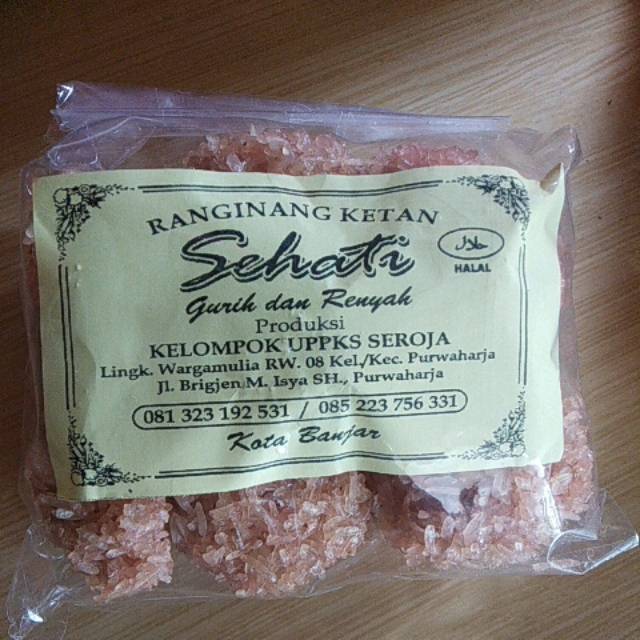 RANGINANG KETAN
Sehati
حلال
HALAL
Gurih dan Renyah
Produksi
KELOMPOK UPPKS SEROJA
Lingk. Wargamulia RW. 08 Kel./Kec. Purwaharja
Jl. Brigjen M. Isya SH., Purwaharja
081 323 192 531 / 085 223 756 331
Kota Banjar